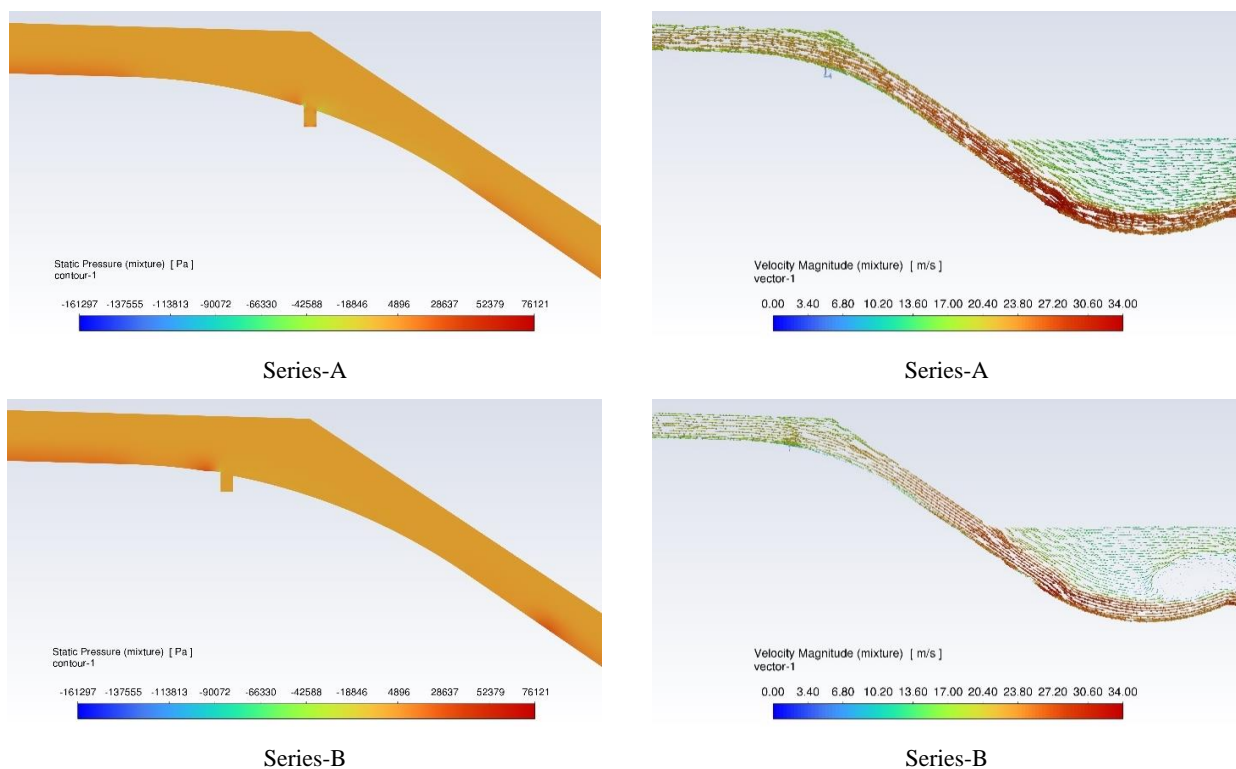 Static Pressure (mixture) [ Pa ]
contour-1
-161297 -137555 -113813 -90072 -66330 -42588 -18846 4896 28637 52379 76121
Series-A
Velocity Magnitude (mixture) [ m/s ]
vector-1
0.00 3.40 6.80 10.20 13.60 17.00 20.40 23.80 27.20 30.60 34.00
Series-A
Static Pressure (mixture) [ Pa ]
contour-1
-161297 -137555 -113813 -90072 -66330 -42588 -18846 4896 28637 52379 76121
Series-B
Velocity Magnitude (mixture) [ m/s ]
vector-1
0.00 3.40 6.80 10.20 13.60 17.00 20.40 23.80 27.20 30.60 34.00
Series-B